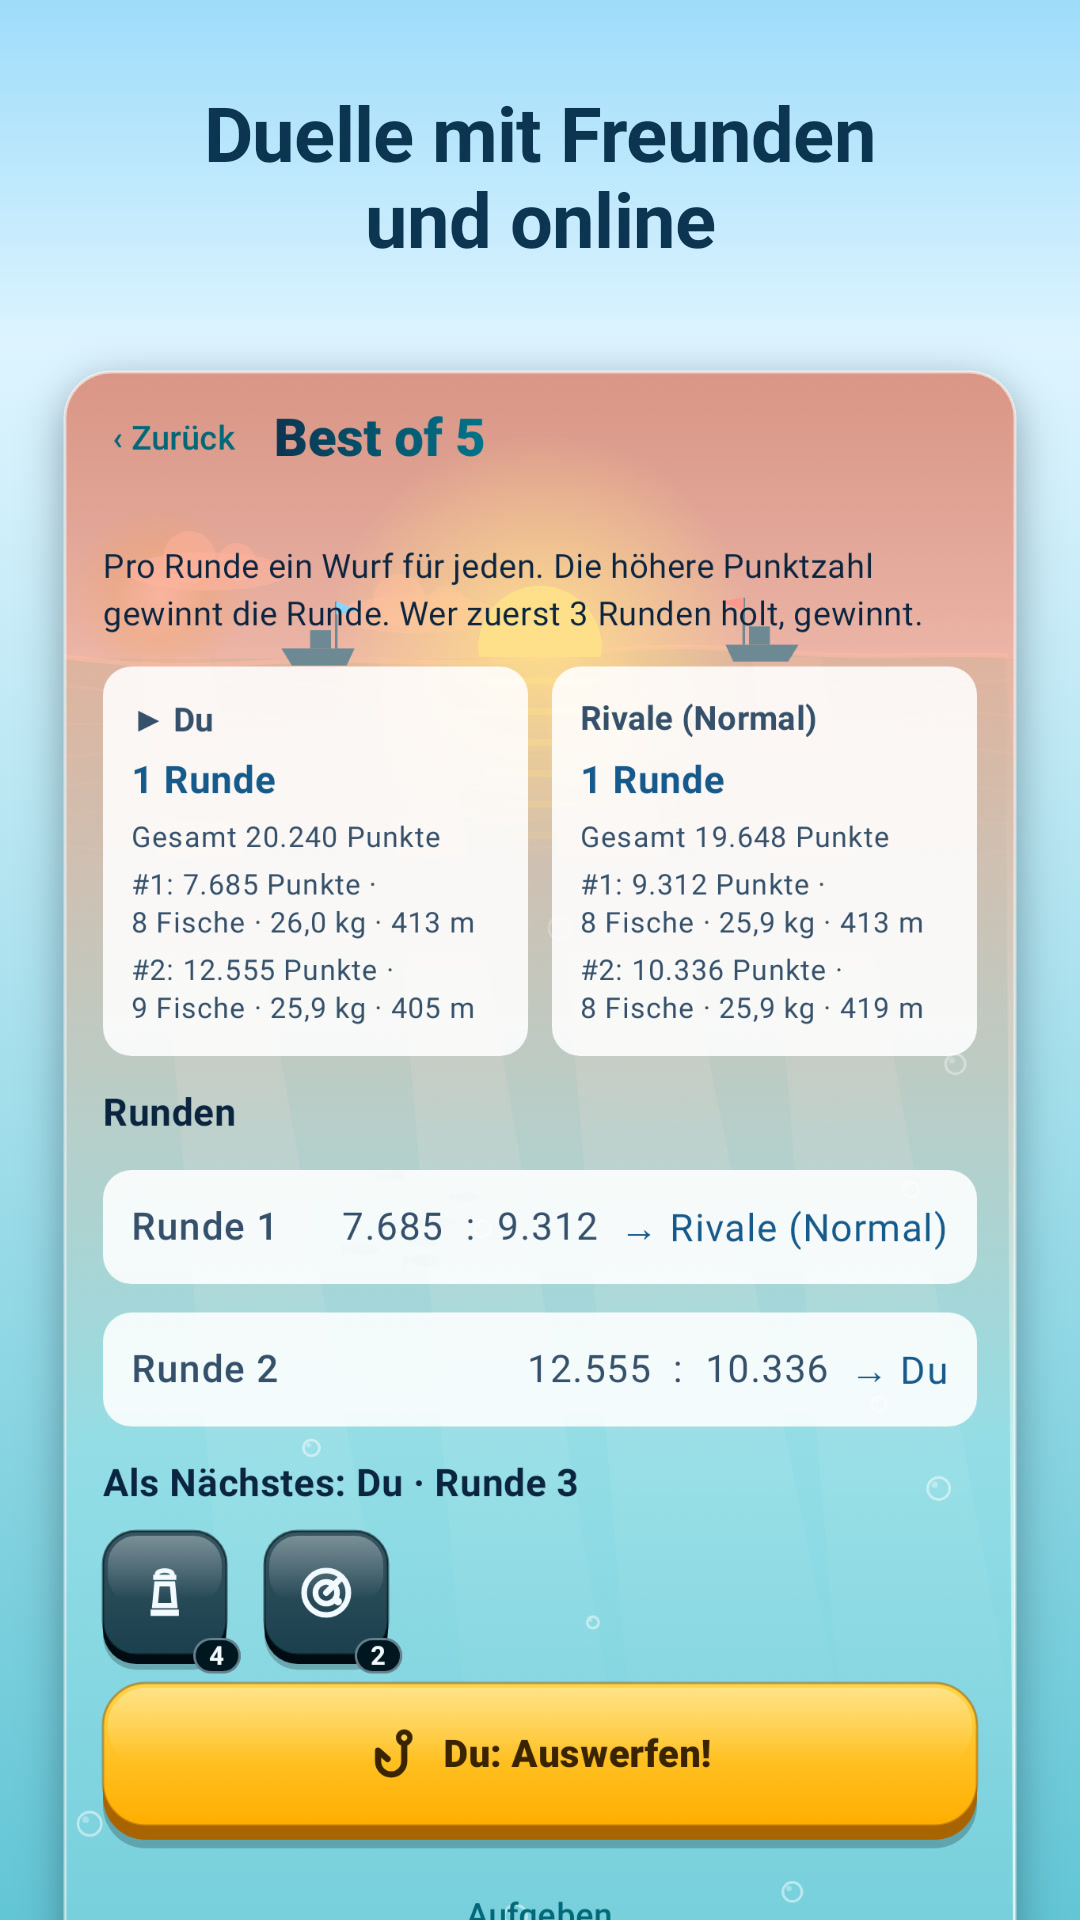 Duelle mit Freunden
und online
‹ Zurück
Best of 5
Pro Runde ein Wurf für jeden. Die höhere Punktzahl
gewinnt die Runde. Wer zuerst 3 Runden holt, gewinnt.
► Du
1 Runde
Gesamt 20.240 Punkte
#1: 7.685 Punkte ·
8 Fische · 26,0 kg · 413 m
#2: 12.555 Punkte ·
9 Fische · 25,9 kg · 405 m
Rivale (Normal)
1 Runde
Gesamt 19.648 Punkte
#1: 9.312 Punkte ·
8 Fische · 25,9 kg · 413 m
#2: 10.336 Punkte ·
8 Fische · 25,9 kg · 419 m
Runden
Runde 1 7.685 : 9.312 → Rivale (Normal)
Runde 2 12.555 : 10.336 → Du
Als Nächstes: Du · Runde 3
4
2
Du: Auswerfen!
Aufgeben